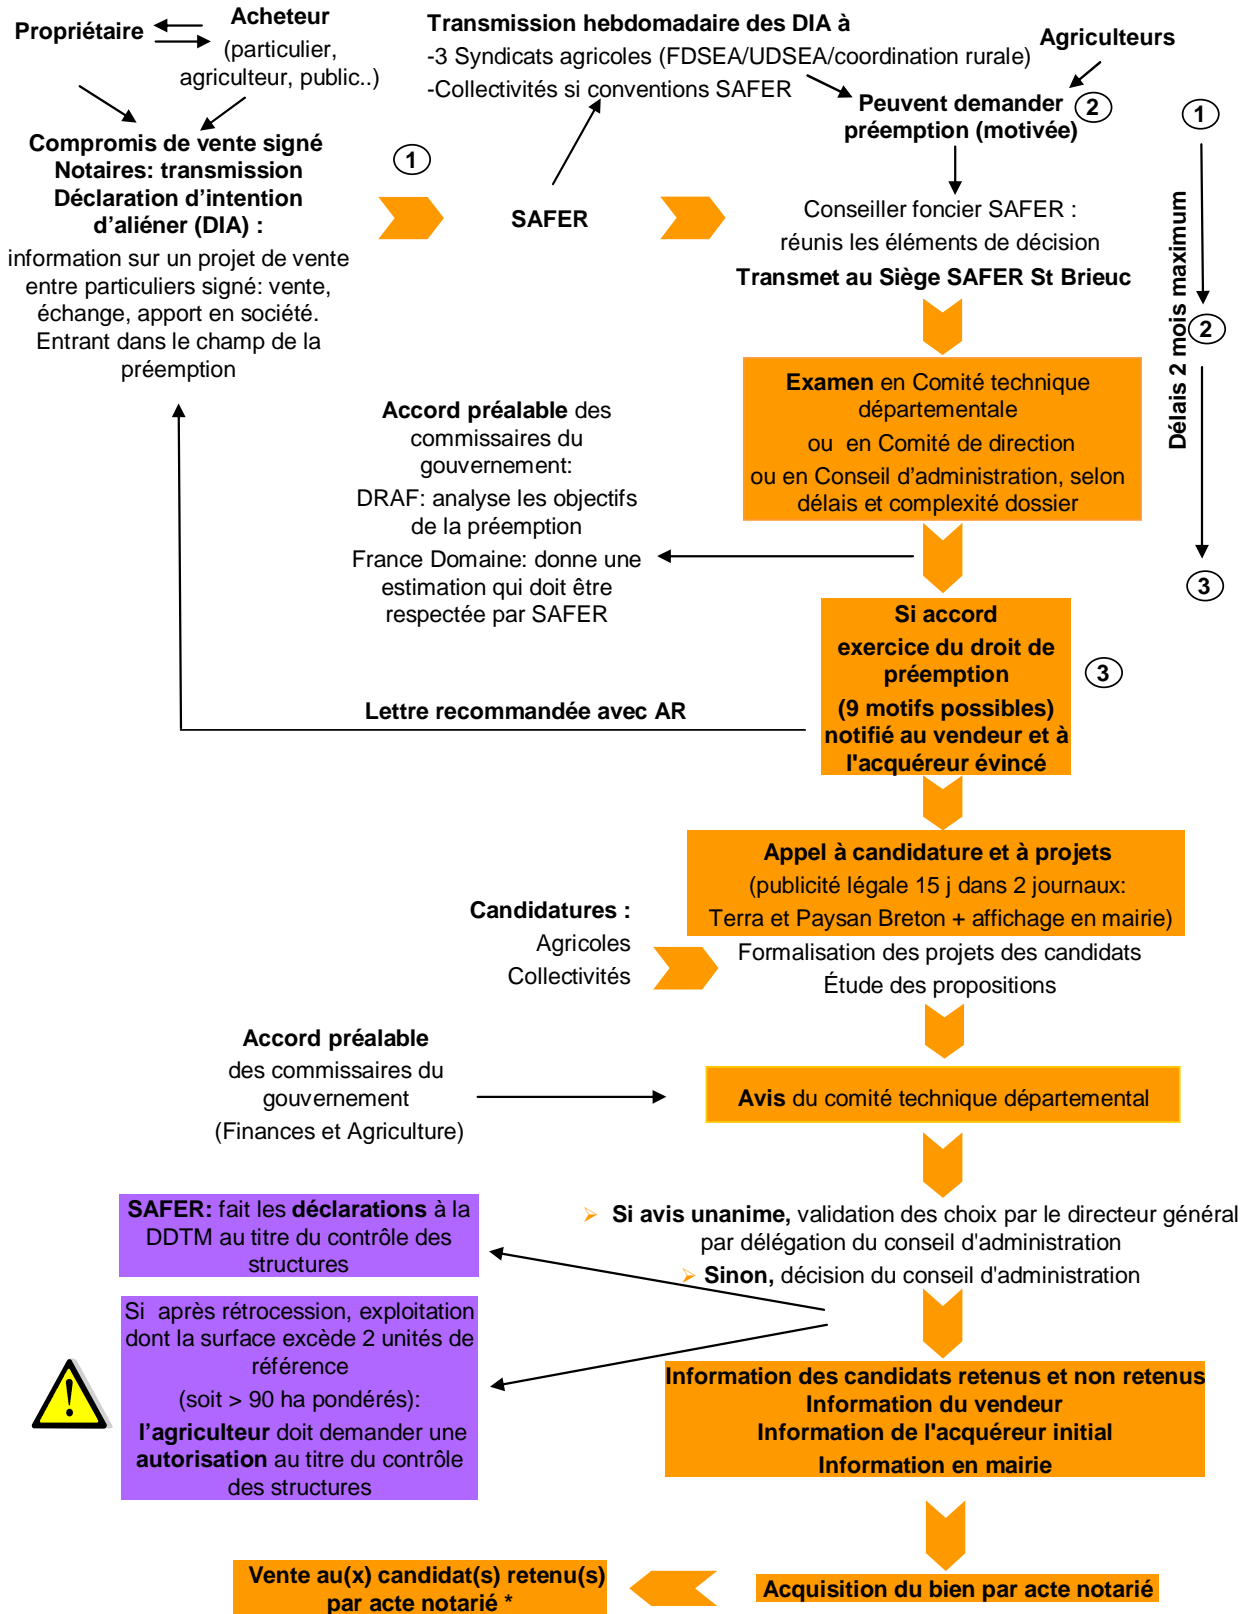 Propriétaire
Acheteur
(particulier,
agriculteur, public..)
Transmission hebdomadaire des DIA à
-3 Syndicats agricoles (FDSEA/UDSEA/coordination rurale)
-Collectivités si conventions SAFER
Agriculteurs
Peuvent demander
préemption (motivée)
2
1
Compromis de vente signé
Notaires: transmission
Déclaration d'intention
d'aliéner (DIA) :
information sur un projet de vente
entre particuliers signé: vente,
échange, apport en société.
Entrant dans le champ de la
préemption
1
SAFER
Conseiller foncier SAFER :
réunis les éléments de décision
Transmet au Siège SAFER St Brieuc
Délais 2 mois maximum
2
3
Examen en Comité technique
départementale
ou en Comité de direction
ou en Conseil d'administration, selon
délais et complexité dossier
Accord préalable des
commissaires du
gouvernement:
DRAF: analyse les objectifs
de la préemption
France Domaine: donne une
estimation qui doit être
respectée par SAFER
Si accord
exercice du droit de
préemption
(9 motifs possibles)
notifié au vendeur et à
l'acquéreur évincé
3
Lettre recommandée avec AR
Appel à candidature et à projets
(publicité légale 15 j dans 2 journaux:
Terra et Paysan Breton + affichage en mairie)
Candidatures :
Agricoles
Collectivités
Formalisation des projets des candidats
Étude des propositions
Accord préalable
des commissaires du
gouvernement
(Finances et Agriculture)
Avis du comité technique départemental
SAFER: fait les déclarations à la
DDTM au titre du contrôle des
structures
Si avis unanime, validation des choix par le directeur général
par délégation du conseil d'administration
Sinon, décision du conseil d'administration
Si après rétrocession, exploitation
dont la surface excède 2 unités de
référence
(soit > 90 ha pondérés):
l'agriculteur doit demander une
autorisation au titre du contrôle
des structures
!
Information des candidats retenus et non retenus
Information du vendeur
Information de l'acquéreur initial
Information en mairie
Acquisition du bien par acte notarié
Vente au(x) candidat(s) retenu(s)
par acte notarié *